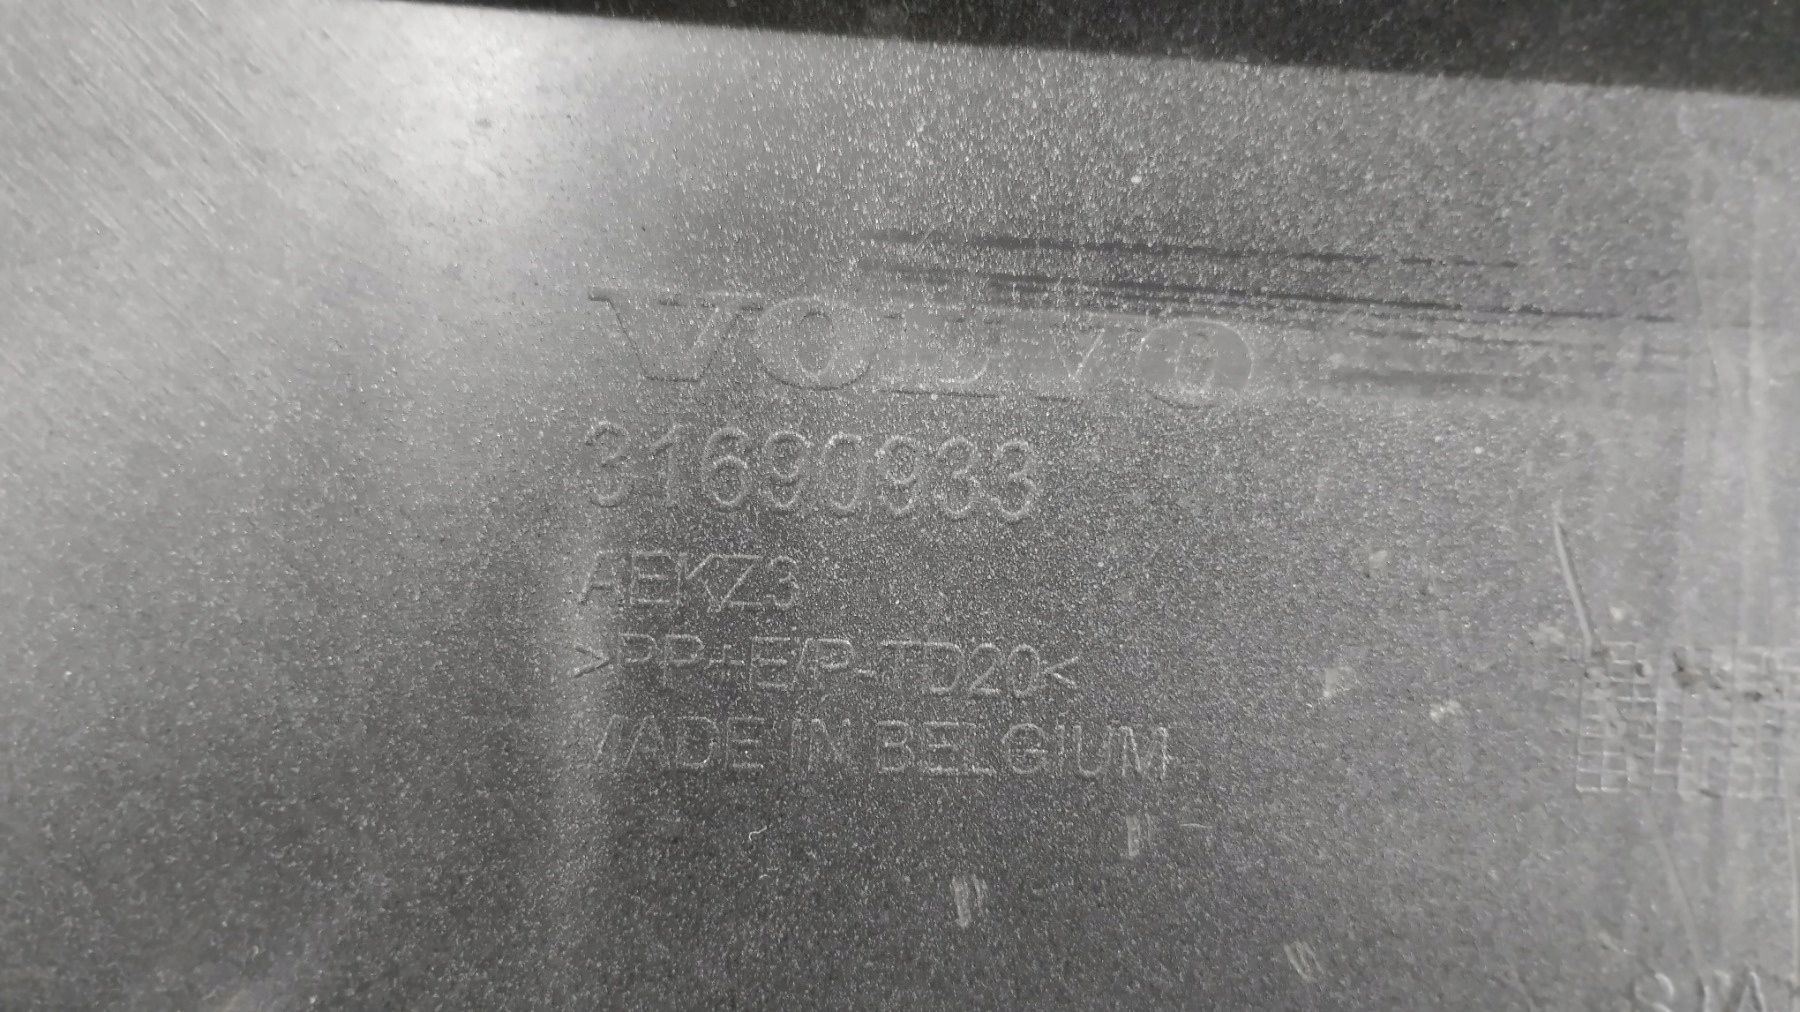 VOLVO
31690933
AEKZ3
>PP+E/P-TD20<
MADE IN BELGIUM